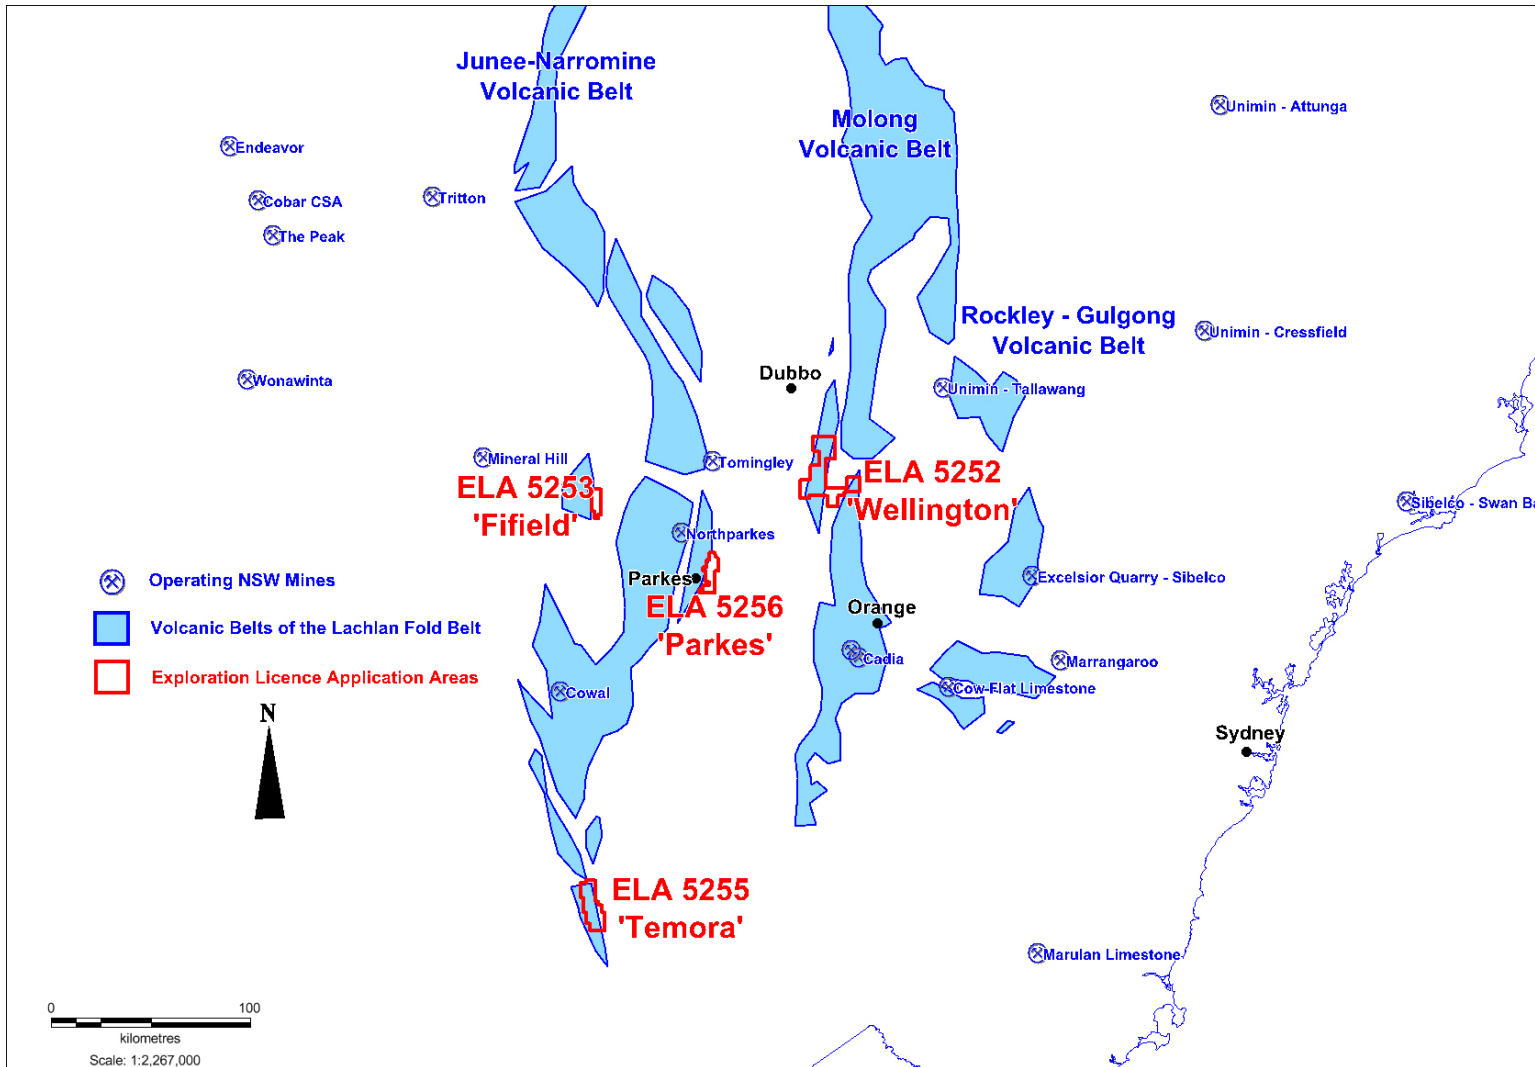 Junee-Narromine
Volcanic Belt
Molong
Volcanic Belt
Unimin - Attunga
Endeavor
Cobar CSA
Tritton
The Peak
Rockley - Gulgong
Volcanic Belt
Unimin - Cressfield
Dubbo
Wonawinta
Unimin - Tallawang
Mineral Hill
Tomingley
ELA 5253
'Fifield'
ELA 5252
'Wellington'
Sibelco - Swan Ba
Northparkes
Parkes
ELA 5256
'Parkes'
Excelsior Quarry - Sibelco
Orange
Cadia
Marrangaroo
Cow Flat Limestone
Cowal
Operating NSW Mines
Volcanic Belts of the Lachlan Fold Belt
Exploration Licence Application Areas
N
Sydney
ELA 5255
'Temora'
Marulan Limestone
0 100
kilometres
Scale: 1:2,267,000